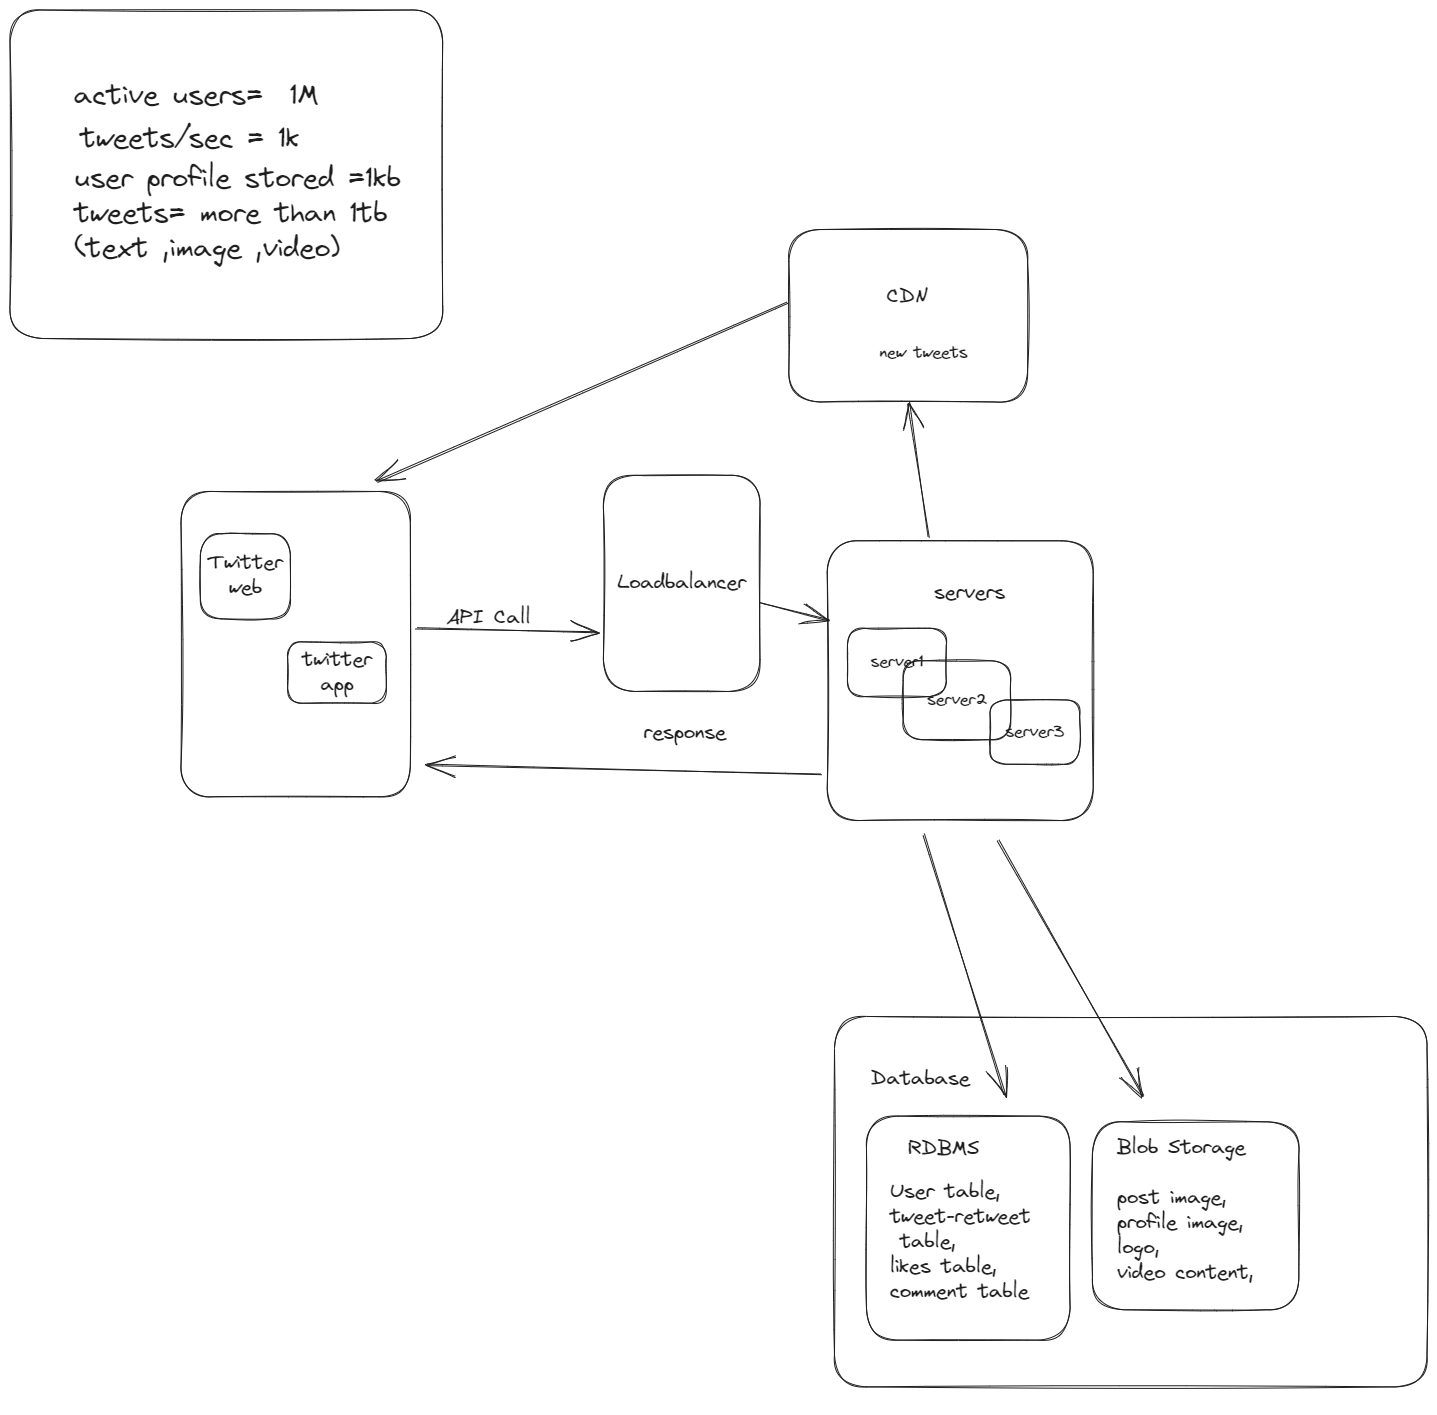 active users=  1M
tweets/sec = 1k
user profile stored =1kb
tweets= more than 1tb
(text ,image ,video)
CDN
new tweets
Twitter
web
twitter
app
API Call
Loadbalancer
servers
server1
server2
server3
response
Database
RDBMS
User table,
tweet-retweet
table,
likes table,
comment table
Blob Storage
post image,
profile image,
logo,
video content,